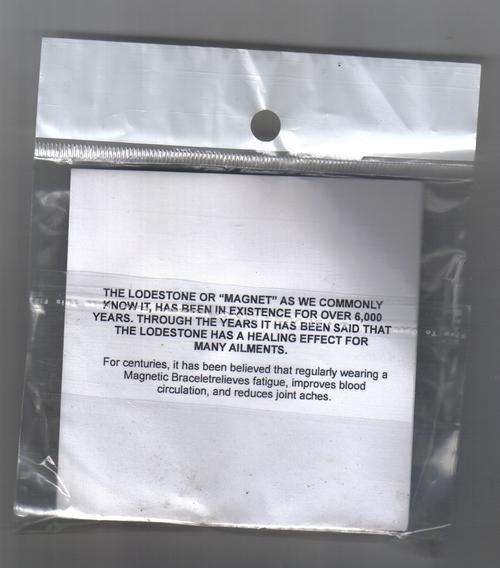 THE LODESTONE OR "MAGNET" AS WE COMMONLY
KNOW IT, HAS BEEN IN EXISTENCE FOR OVER 6,000
YEARS. THROUGH THE YEARS IT HAS BEEN SAID THAT
THE LODESTONE HAS A HEALING EFFECT FOR
MANY AILMENTS.
For centuries, it has been believed that regularly wearing a
Magnetic Braceletrelieves fatigue, improves blood
circulation, and reduces joint aches.